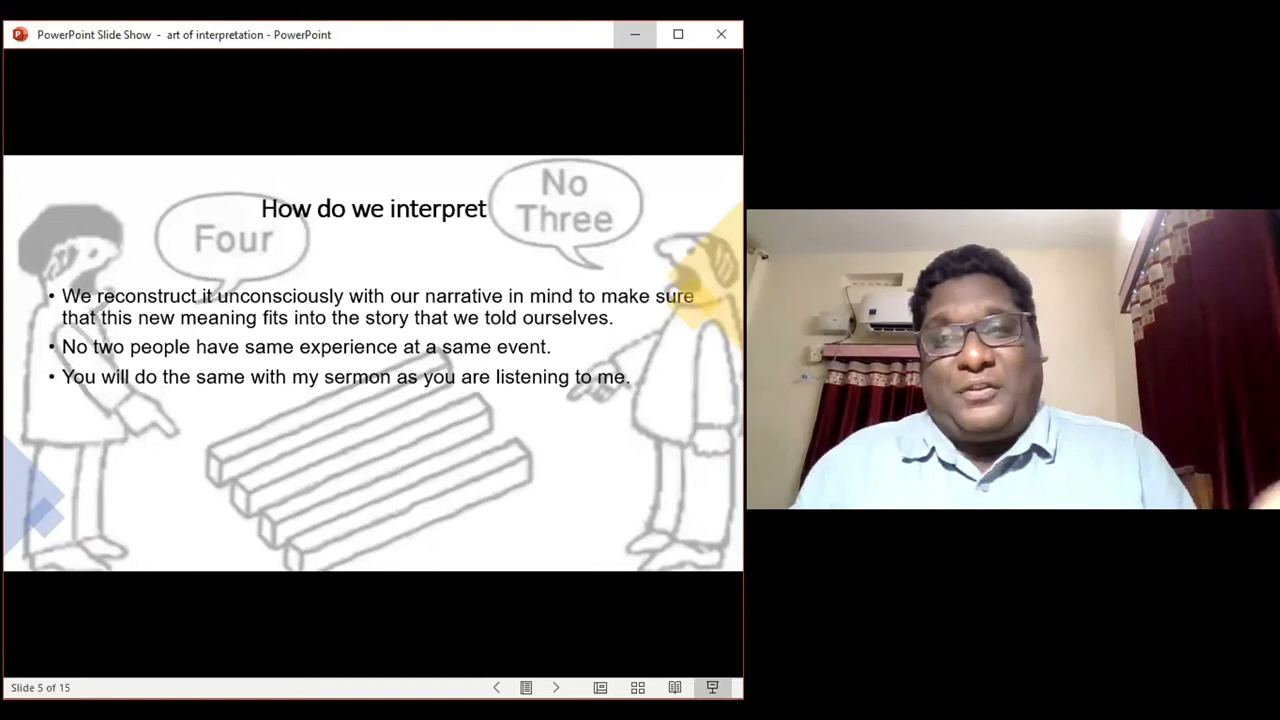 PowerPoint Slide Show - art of interpretation - PowerPoint
How do we interpret
Four
No
Three
• We reconstruct it unconsciously with our narrative in mind to make sure
that this new meaning fits into the story that we told ourselves.
• No two people have same experience at a same event.
• You will do the same with my sermon as you are listening to me.
Slide 5 of 15